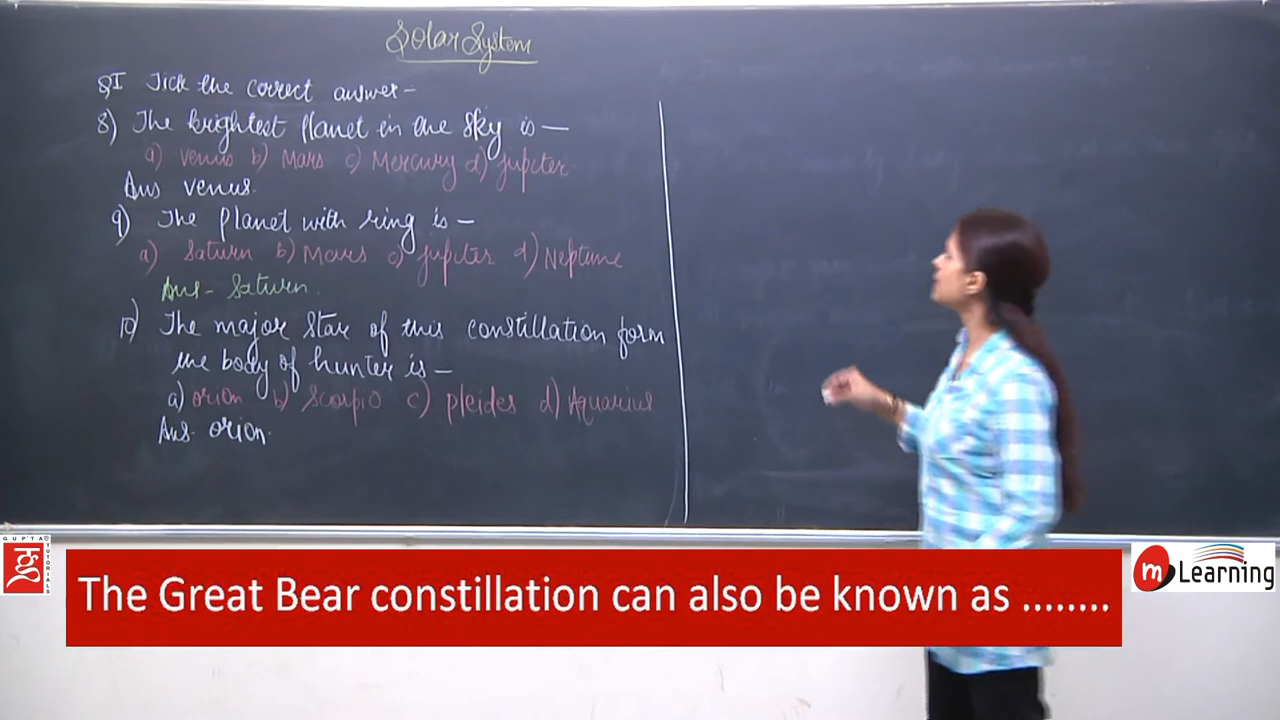 Solar System
QI Tick the correct answer-
8) The brightest planet in the sky is —
a) venus b) Mars c) Mercury d) jupiter
Ans venus.
9) The planet with ring is —
a) Saturn b) Mars c) jupiter d) Neptune
Ans- Saturn.
10) The major star of this constillation form
the body of hunter is —
a) orion b) Scorpio c) pleides d) Aquarius
Ans. orion.
GUPTA
TUTORIALS
The Great Bear constillation can also be known as ........
m Learning